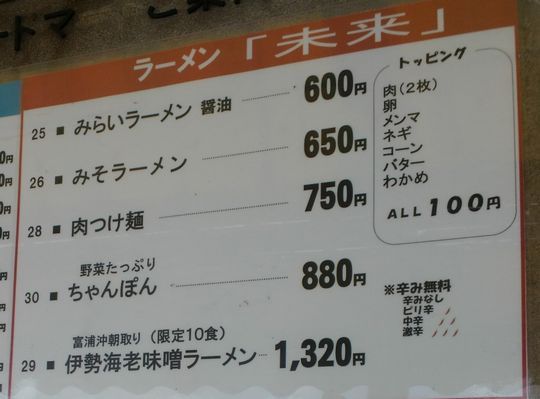 ードマ
ラーメン「未来」
25 ■ みらいラーメン 醤油 600円
26 ■ みそラーメン 650円
28 ■ 肉つけ麺 750円
野菜たっぷり
30 ■ ちゃんぽん 880円
富浦沖朝取り（限定10食）
29 ■ 伊勢海老味噌ラーメン 1,320円
トッピング
肉（2枚）
卵
メンマ
ネギ
コーン
バター
わかめ
ALL 100円
※辛み無料
辛みなし
ピリ辛
中辛
激辛